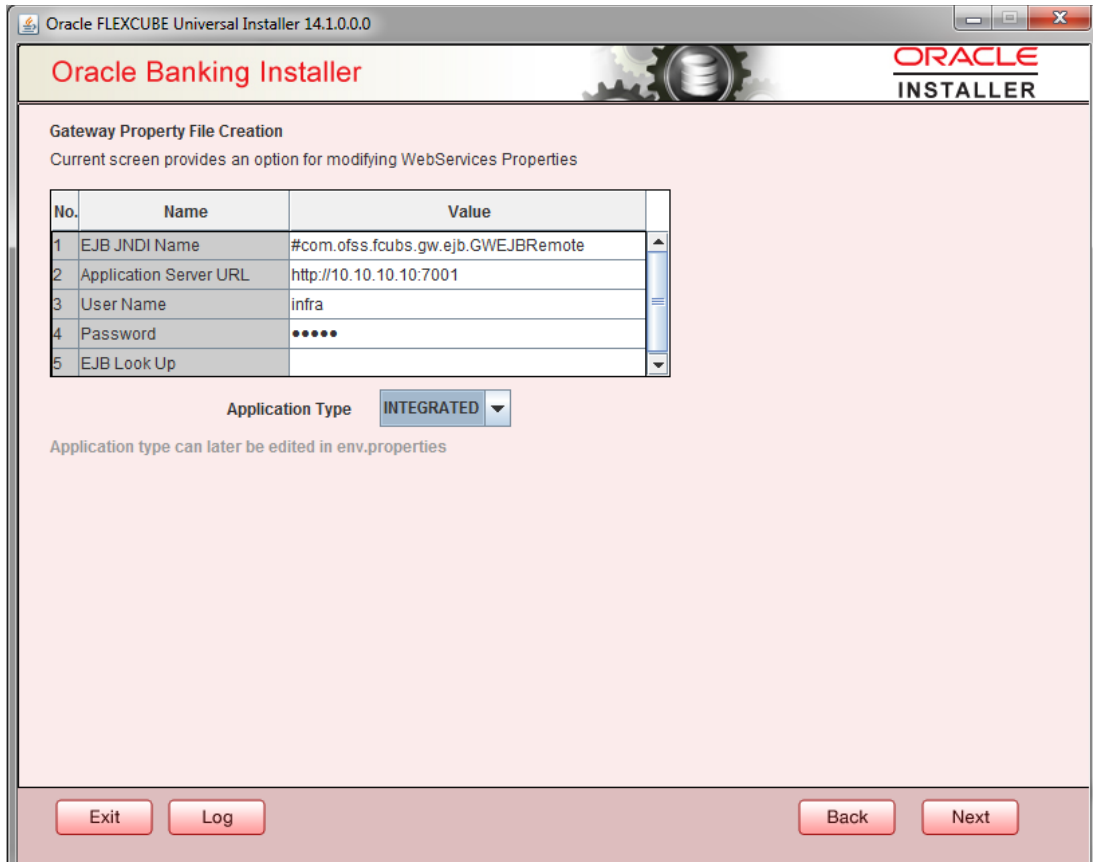 Oracle FLEXCUBE Universal Installer 14.1.0.0.0
Oracle Banking Installer
ORACLE
INSTALLER
Gateway Property File Creation
Current screen provides an option for modifying WebServices Properties
No. Name Value
1 EJB JNDI Name #com.ofss.fcubs.gw.ejb.GWEJBRemote
2 Application Server URL http://10.10.10.10:7001
3 User Name infra
4 Password •••••
5 EJB Look Up
Application Type INTEGRATED
Application type can later be edited in env.properties
Exit Log Back Next